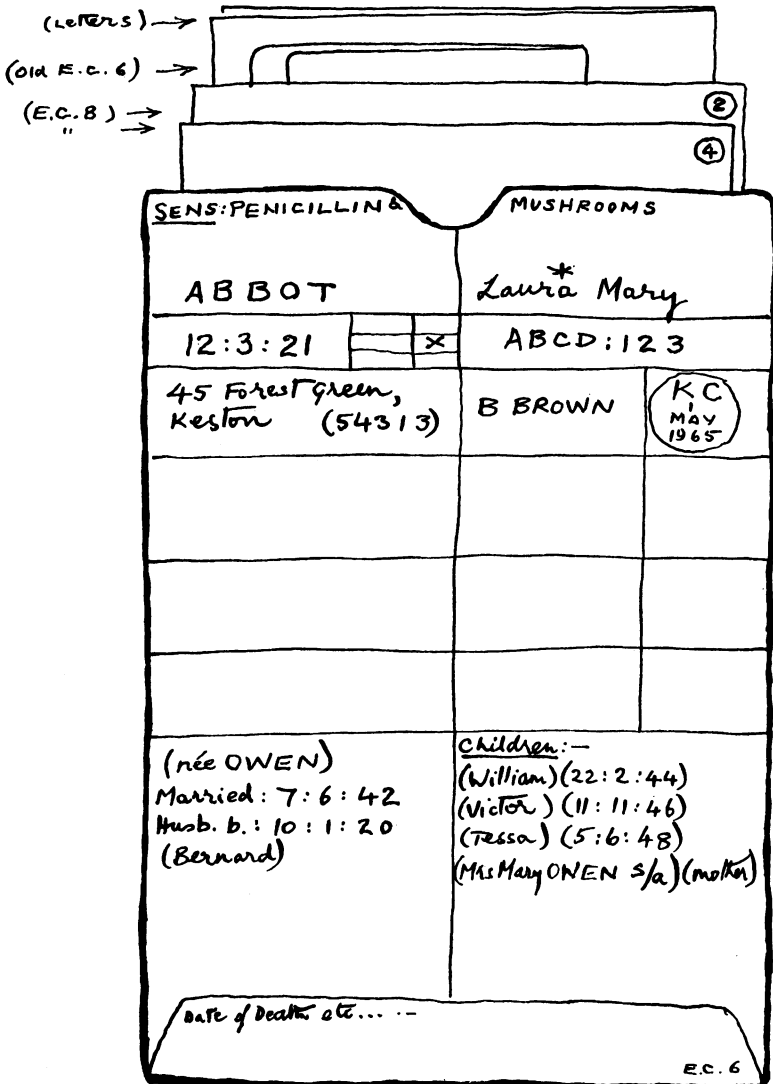 (Letters)
(Old E.C. 6)
(E.C. 8)
"
2
4
SENS: PENICILLIN & MUSHROOMS
ABBOT
*
Laura Mary
12:3:21 X ABCD:123
45 Forest Green,
Keston (54313)
B BROWN
K C
1
MAY
1965
(née OWEN)
Married: 7:6:42
Husb. b.: 10:1:20
(Bernard)
Children:-
(William) (22:2:44)
(Victor) (11:11:46)
(Tessa) (5:6:48)
(Mrs Mary OWEN s/a) (mother)
Date of Death etc... -
E.C. 6